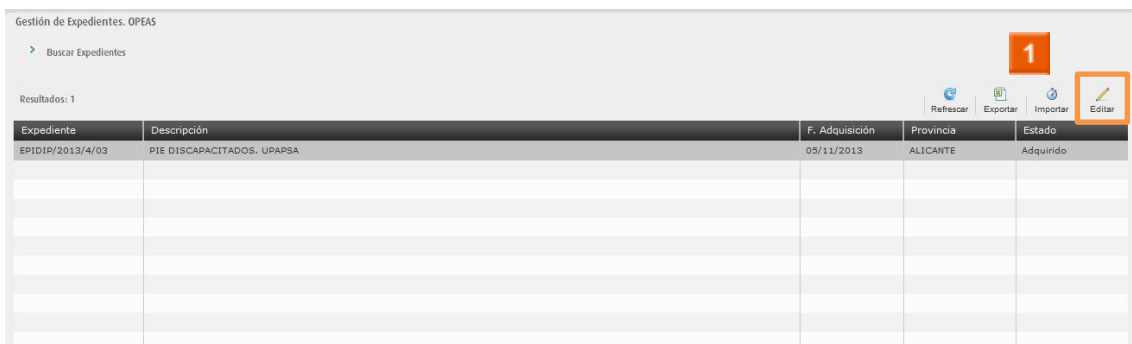 Gestión de Expedientes. OPEAS
Buscar Expedientes
1
Resultados: 1
Refrescar Exportar Importar Editar
Expediente Descripción F. Adquisición Provincia Estado
EPIDIP/2013/4/03 PIE DISCAPACITADOS. UPAPSA 05/11/2013 ALICANTE Adquirido